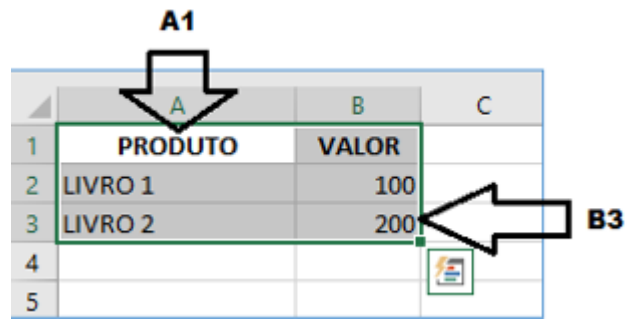 A1
A B C
1 PRODUTO VALOR
2 LIVRO 1 100
3 LIVRO 2 200
B3
4
5